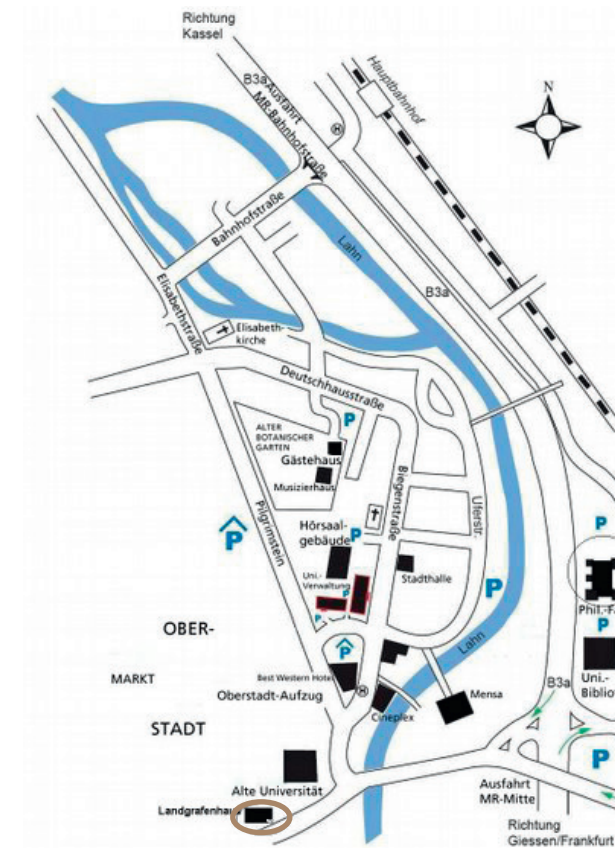 Richtung
Kassel
B3a
Ausfahrt
MR-Bahnhofstraße
Hauptbahnhof
N
H
Bahnhofstraße
Lahn
B3a
Elisabethstraße
Elisabeth-
kirche
Deutschhausstraße
P
ALTER
BOTANISCHER
GARTEN
Gästehaus
Musizierhaus
Pilgrimstein
Biegenstraße
Uferstr.
P
Hörsaal-
gebäude
P
P
Uni.-
Verwaltung
P
Stadthalle
P
P
Phil.-Fa
P
OBER-
P
P
Lahn
Uni.-
Bibliot
MARKT
Best Western Hotel
Oberstadt-Aufzug
H
Cineplex
Mensa
B3a
STADT
P
Alte Universität
Ausfahrt
MR-Mitte
Landgrafenhaus
Richtung
Giessen/Frankfurt